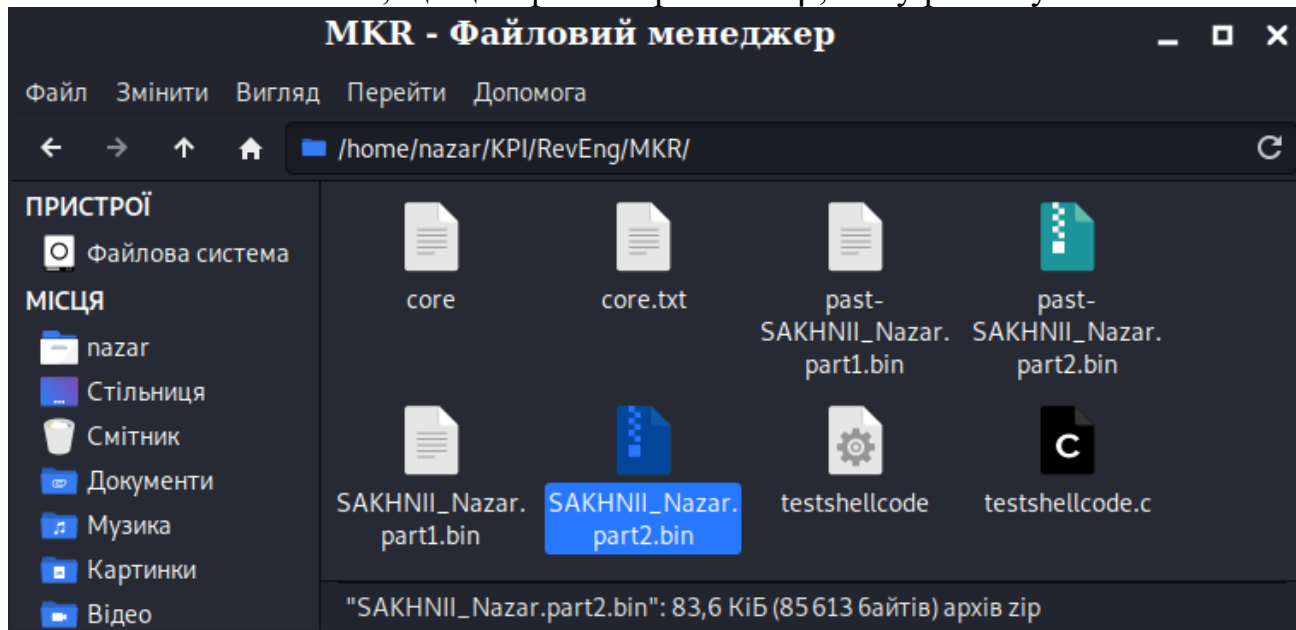 MKR - Файловий менеджер
Файл Змінити Вигляд Перейти Допомога
/home/nazar/KPI/RevEng/MKR/
ПРИСТРОЇ
Файлова система
МІСЦЯ
nazar
Стільниця
Смітник
Документи
Музика
Картинки
Відео
core
core.txt
past-
SAKHNII_Nazar.
part1.bin
past-
SAKHNII_Nazar.
part2.bin
SAKHNII_Nazar.
part1.bin
SAKHNII_Nazar.
part2.bin
testshellcode
C
testshellcode.c
"SAKHNII_Nazar.part2.bin": 83,6 КіБ (85 613 байтів) архів zip